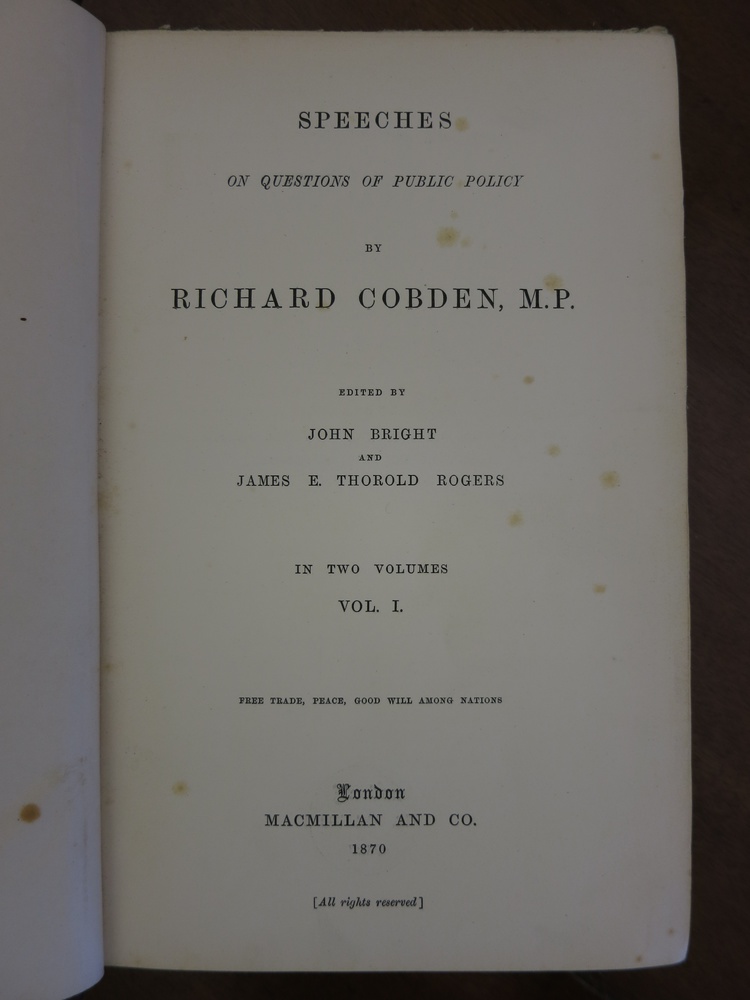 SPEECHES
ON QUESTIONS OF PUBLIC POLICY
BY
RICHARD COBDEN, M.P.
EDITED BY
JOHN BRIGHT
AND
JAMES E. THOROLD ROGERS
IN TWO VOLUMES
VOL. I.
FREE TRADE, PEACE, GOOD WILL AMONG NATIONS
London
MACMILLAN AND CO.
1870
[All rights reserved]